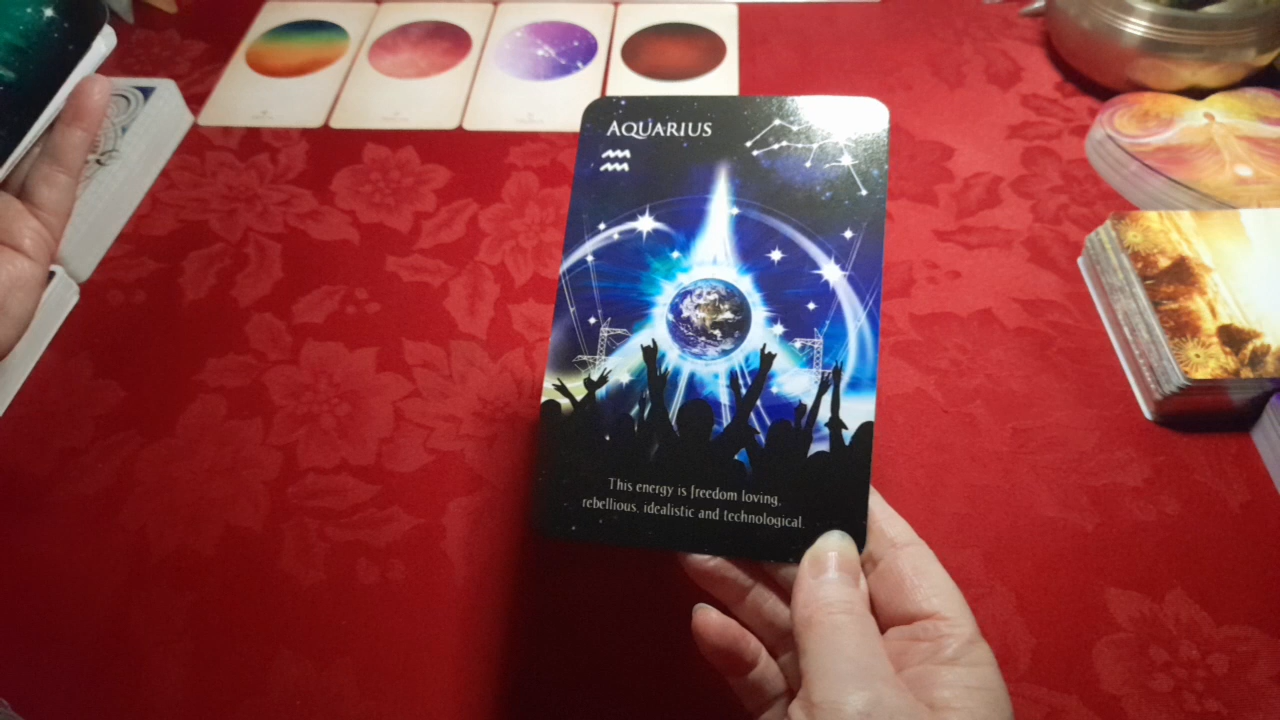 AQUARIUS
This energy is freedom loving,
rebellious, idealistic and technological.